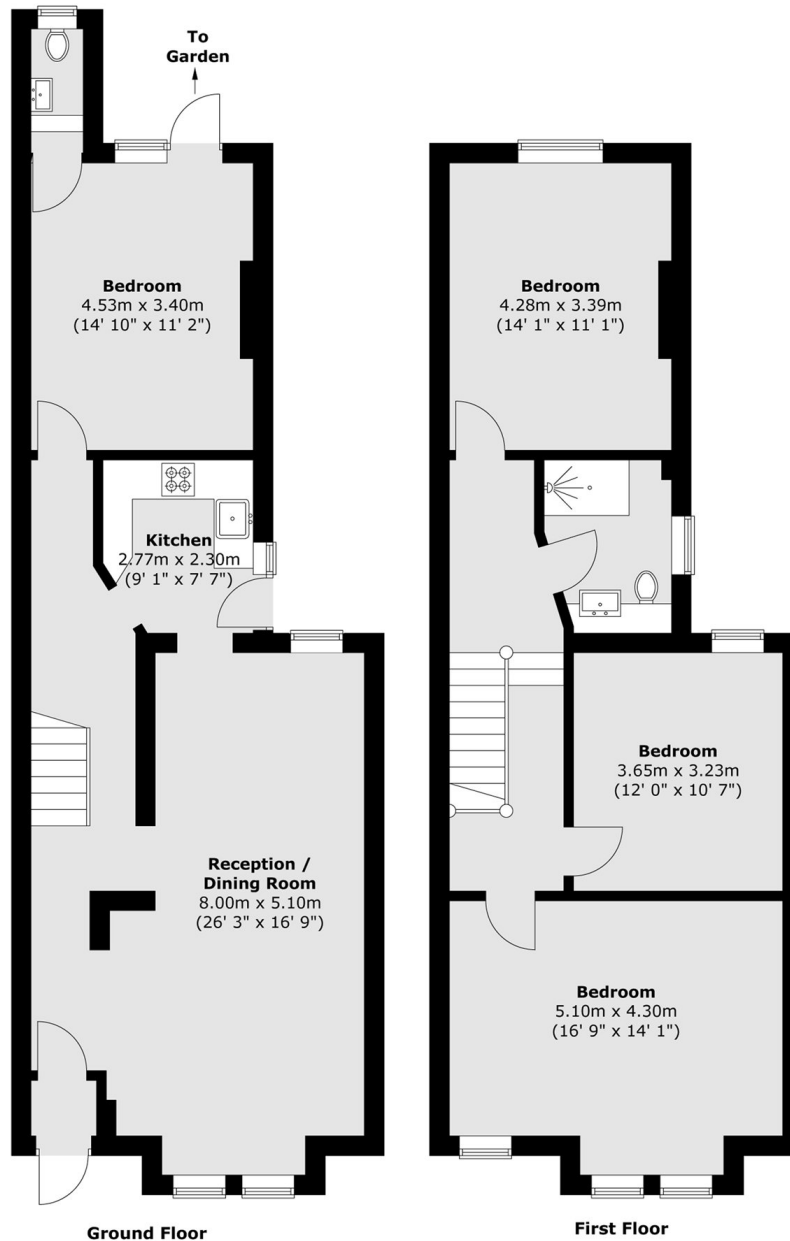 To
Garden
Bedroom
4.53m x 3.40m
(14' 10" x 11' 2")
Kitchen
2.77m x 2.30m
(9' 1" x 7' 7")
Reception /
Dining Room
8.00m x 5.10m
(26' 3" x 16' 9")
Ground Floor
Bedroom
4.28m x 3.39m
(14' 1" x 11' 1")
Bedroom
3.65m x 3.23m
(12' 0" x 10' 7")
Bedroom
5.10m x 4.30m
(16' 9" x 14' 1")
First Floor